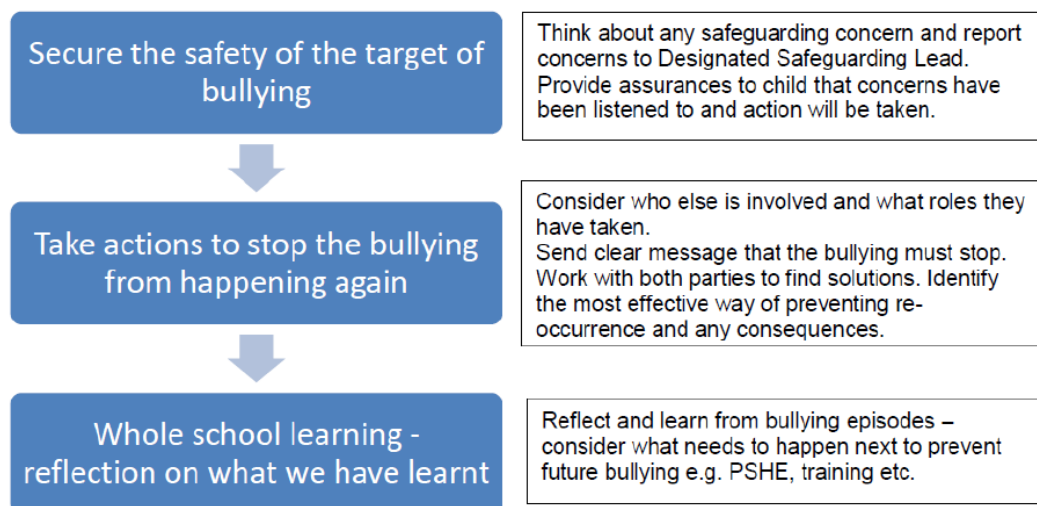 Secure the safety of the target of
bullying
Think about any safeguarding concern and report
concerns to Designated Safeguarding Lead.
Provide assurances to child that concerns have
been listened to and action will be taken.
Take actions to stop the bullying
from happening again
Consider who else is involved and what roles they
have taken.
Send clear message that the bullying must stop.
Work with both parties to find solutions. Identify
the most effective way of preventing re-
occurrence and any consequences.
Whole school learning -
reflection on what we have learnt
Reflect and learn from bullying episodes –
consider what needs to happen next to prevent
future bullying e.g. PSHE, training etc.